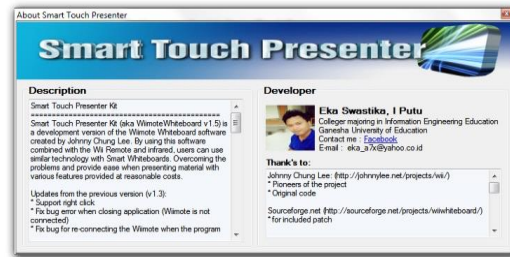 About Smart Touch Presenter
Smart Touch Presenter
Description
Smart Touch Presenter Kit
================================================
Smart Touch Presenter Kit (aka WiimoteWhiteboard v1.5) is
a development version of the Wiimote Whiteboard software
created by Johnny Chung Lee. By using this software
combined with the Wii Remote and infrared, users can use
similar technology with Smart Whiteboards. Overcoming the
problems and provide ease when presenting material with
various features provided at reasonable costs.
Updates from the previous version (v1.3):
* Support right click
* Fix bug error when closing application (Wiimote is not
connected)
* Fix bug for re-connecting the Wiimote when the program
Developer
Eka Swastika, I Putu
Colleger majoring in Information Engineering Education
Ganesha University of Education
Contact me : Facebook
E-mail : eka_a7x@yahoo.co.id
Thank's to:
Johnny Chung Lee: (http://johnnylee.net/projects/wii/)
* Pioneers of the project
* Original code
Sourceforge.net (http://sourceforge.net/projects/wiiwhiteboard/)
* for included patch